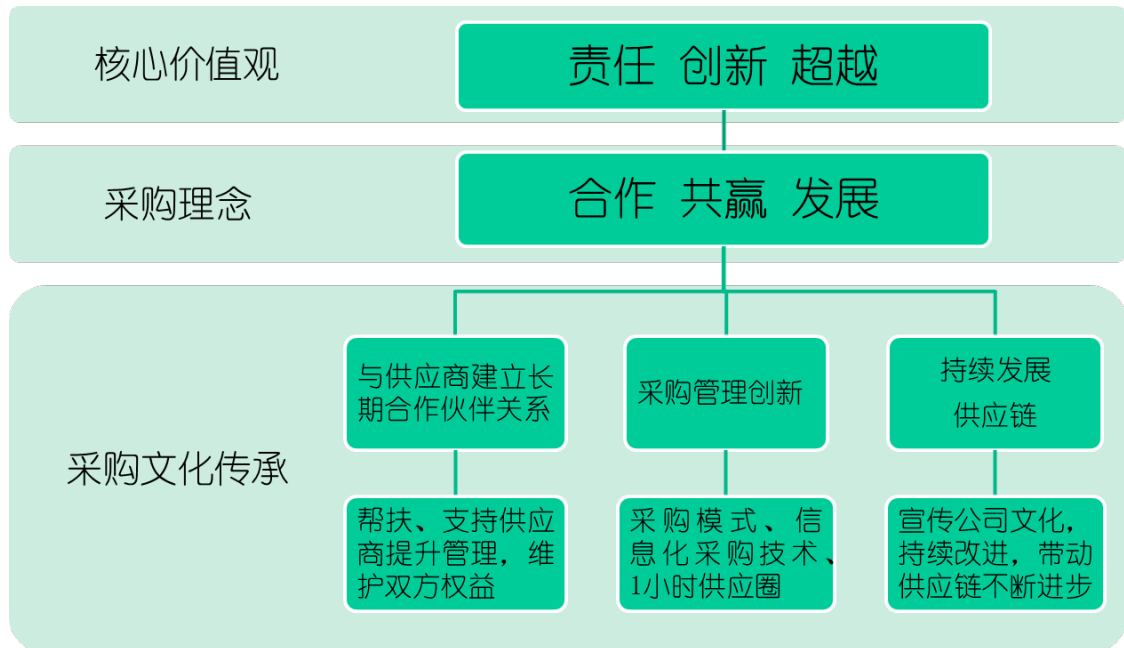 核心价值观
责任 创新 超越
采购理念
合作 共赢 发展
采购文化传承
与供应商建立长
期合作伙伴关系
采购管理创新
持续发展
供应链
帮扶、支持供应
商提升管理，维
护双方权益
采购模式、信
息化采购技术、
1小时供应圈
宣传公司文化，
持续改进，带动
供应链不断进步